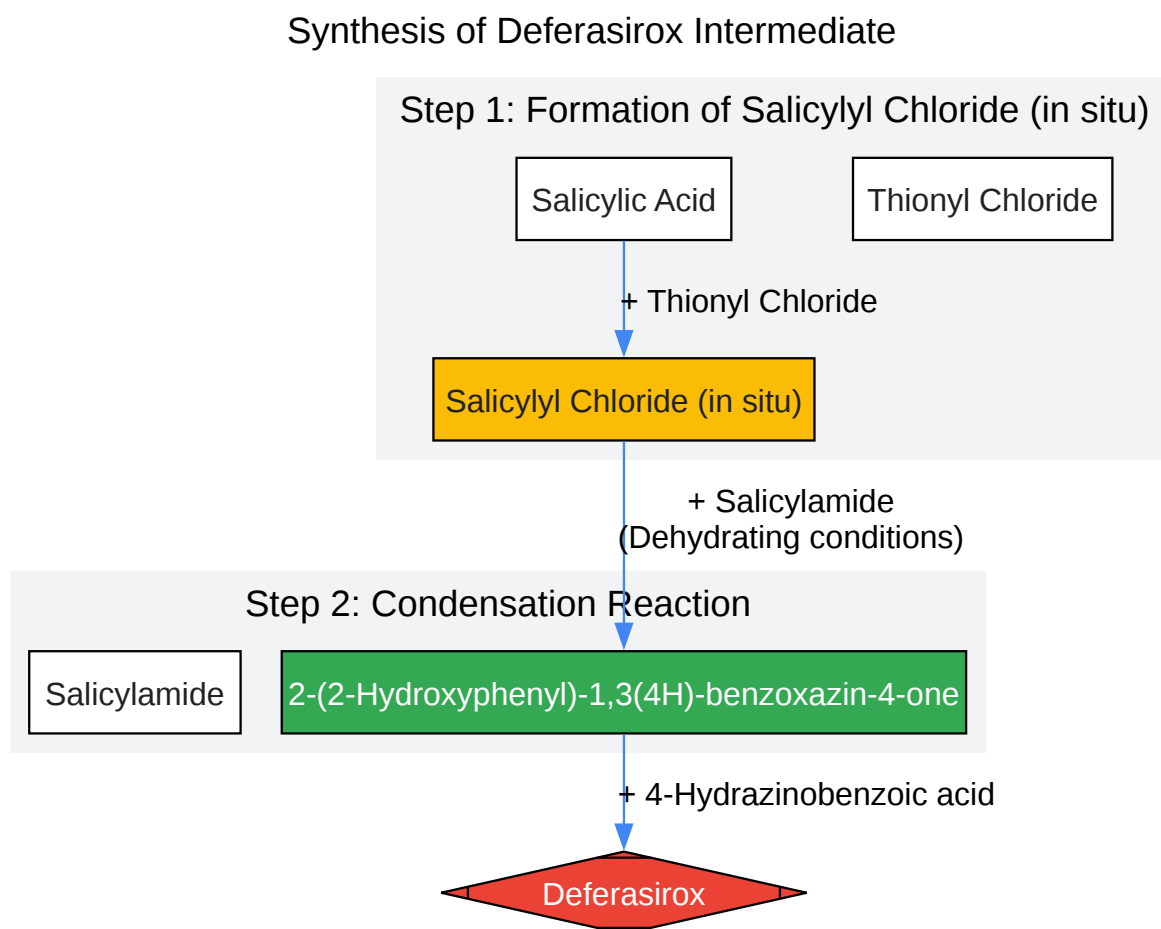 Synthesis of Deferasirox Intermediate
Step 1: Formation of Salicylyl Chloride (in situ)
Salicylic Acid
Thionyl Chloride
+ Thionyl Chloride
Salicylyl Chloride (in situ)
+ Salicylamide
(Dehydrating conditions)
Step 2: Condensation Reaction
Salicylamide
2-(2-Hydroxyphenyl)-1,3(4H)-benzoxazin-4-one
+ 4-Hydrazinobenzoic acid
Deferasirox